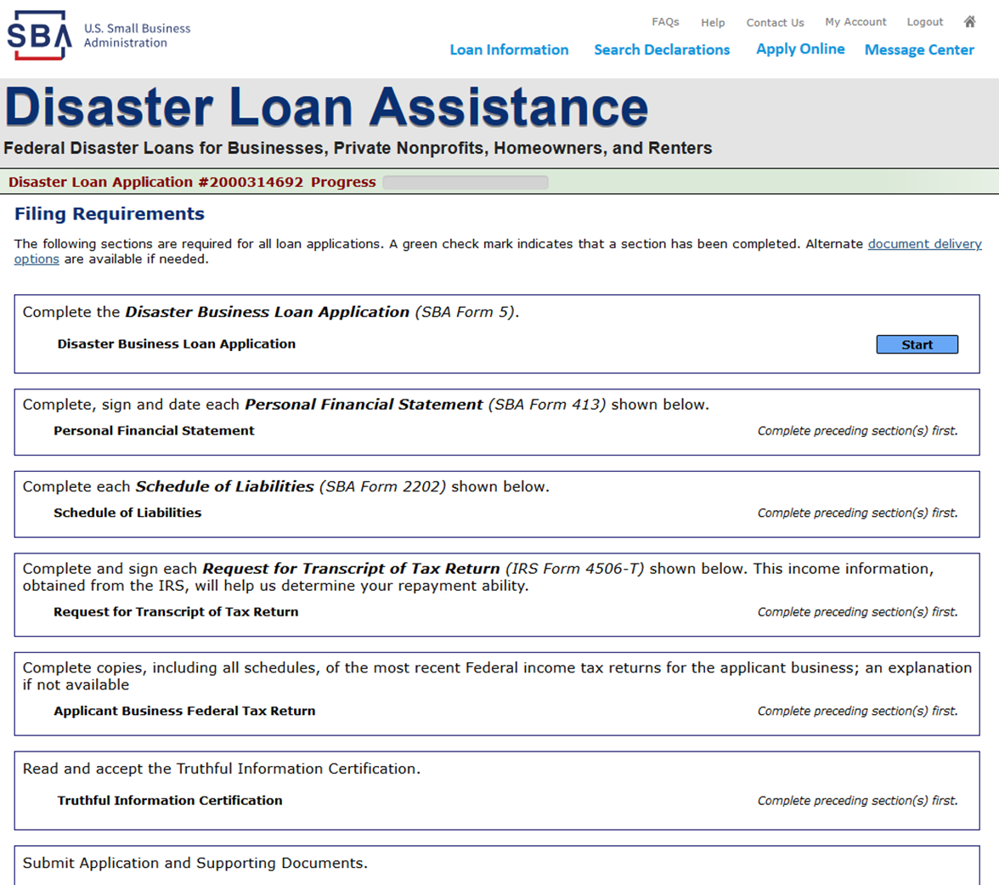 SBA
U.S. Small Business
Administration
FAQs Help Contact Us My Account Logout
Loan Information Search Declarations Apply Online Message Center
Disaster Loan Assistance
Federal Disaster Loans for Businesses, Private Nonprofits, Homeowners, and Renters
Disaster Loan Application #2000314692 Progress
Filing Requirements
The following sections are required for all loan applications. A green check mark indicates that a section has been completed. Alternate document delivery
options are available if needed.
Complete the Disaster Business Loan Application (SBA Form 5).
Disaster Business Loan Application Start
Complete, sign and date each Personal Financial Statement (SBA Form 413) shown below.
Personal Financial Statement Complete preceding section(s) first.
Complete each Schedule of Liabilities (SBA Form 2202) shown below.
Schedule of Liabilities Complete preceding section(s) first.
Complete and sign each Request for Transcript of Tax Return (IRS Form 4506-T) shown below. This income information,
obtained from the IRS, will help us determine your repayment ability.
Request for Transcript of Tax Return Complete preceding section(s) first.
Complete copies, including all schedules, of the most recent Federal income tax returns for the applicant business; an explanation
if not available
Applicant Business Federal Tax Return Complete preceding section(s) first.
Read and accept the Truthful Information Certification.
Truthful Information Certification Complete preceding section(s) first.
Submit Application and Supporting Documents.